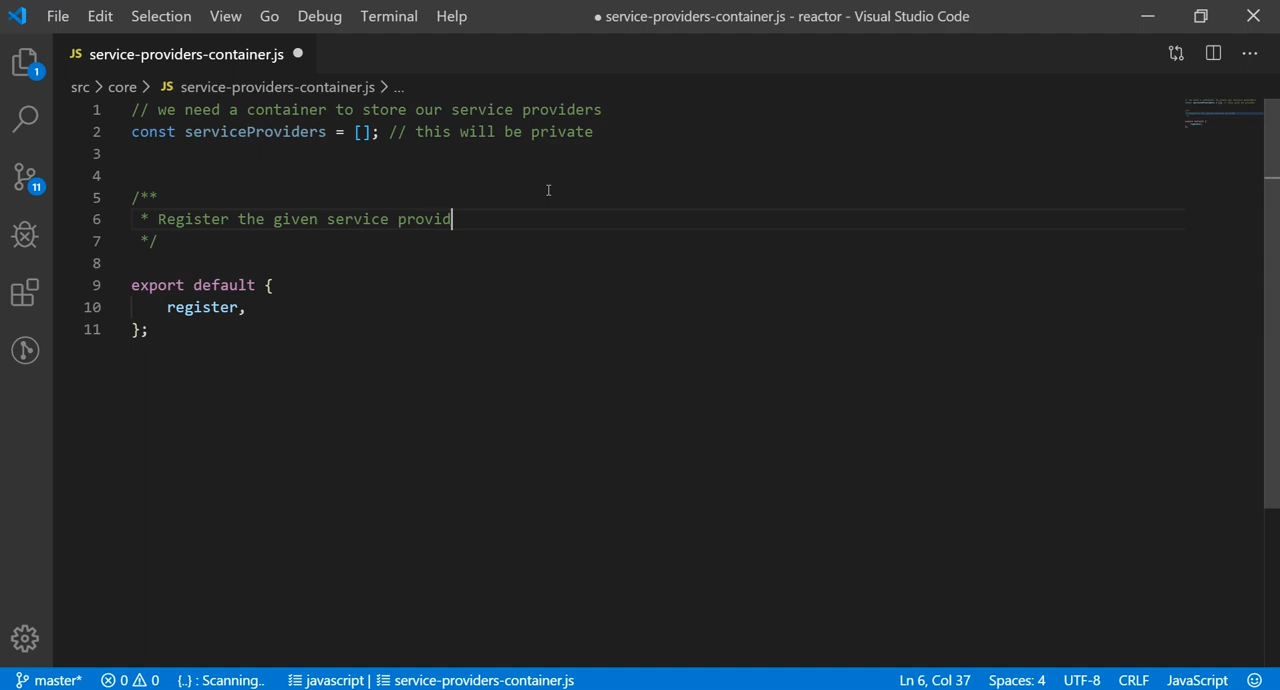 File Edit Selection View Go Debug Terminal Help ● service-providers-container.js - reactor - Visual Studio Code
JS service-providers-container.js ●
src > core > JS service-providers-container.js > ...
1 // we need a container to store our service providers
2 const serviceProviders = []; // this will be private
3
4
5 /**
6 * Register the given service provid
7 */
8
9 export default {
10 register,
11 };
1
11
master* 0 0 {..} : Scanning.. javascript | service-providers-container.js Ln 6, Col 37 Spaces: 4 UTF-8 CRLF JavaScript